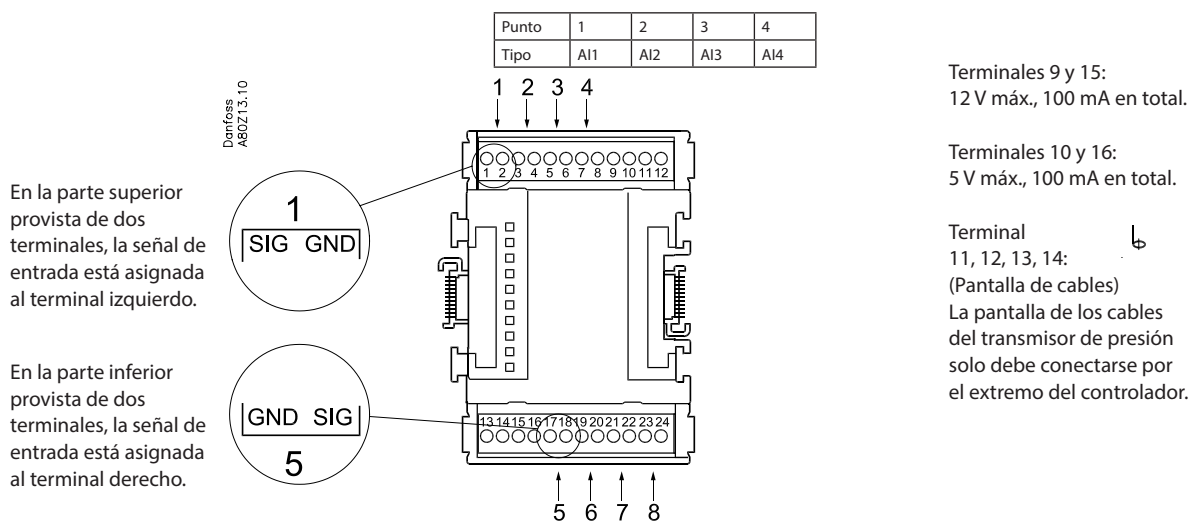 Punto 1 2 3 4
Tipo AI1 AI2 AI3 AI4
1 2 3 4
Danfoss
A80Z13.10
1 2 3 4 5 6 7 8 9 10 11 12
En la parte superior
provista de dos
terminales, la señal de
entrada está asignada
al terminal izquierdo.
1
SIG GND
En la parte inferior
provista de dos
terminales, la señal de
entrada está asignada
al terminal derecho.
GND SIG
5
13 14 15 16 17 18 19 20 21 22 23 24
5 6 7 8
Terminales 9 y 15:
12 V máx., 100 mA en total.
Terminales 10 y 16:
5 V máx., 100 mA en total.
Terminal
11, 12, 13, 14:
(Pantalla de cables)
La pantalla de los cables
del transmisor de presión
solo debe conectarse por
el extremo del controlador.